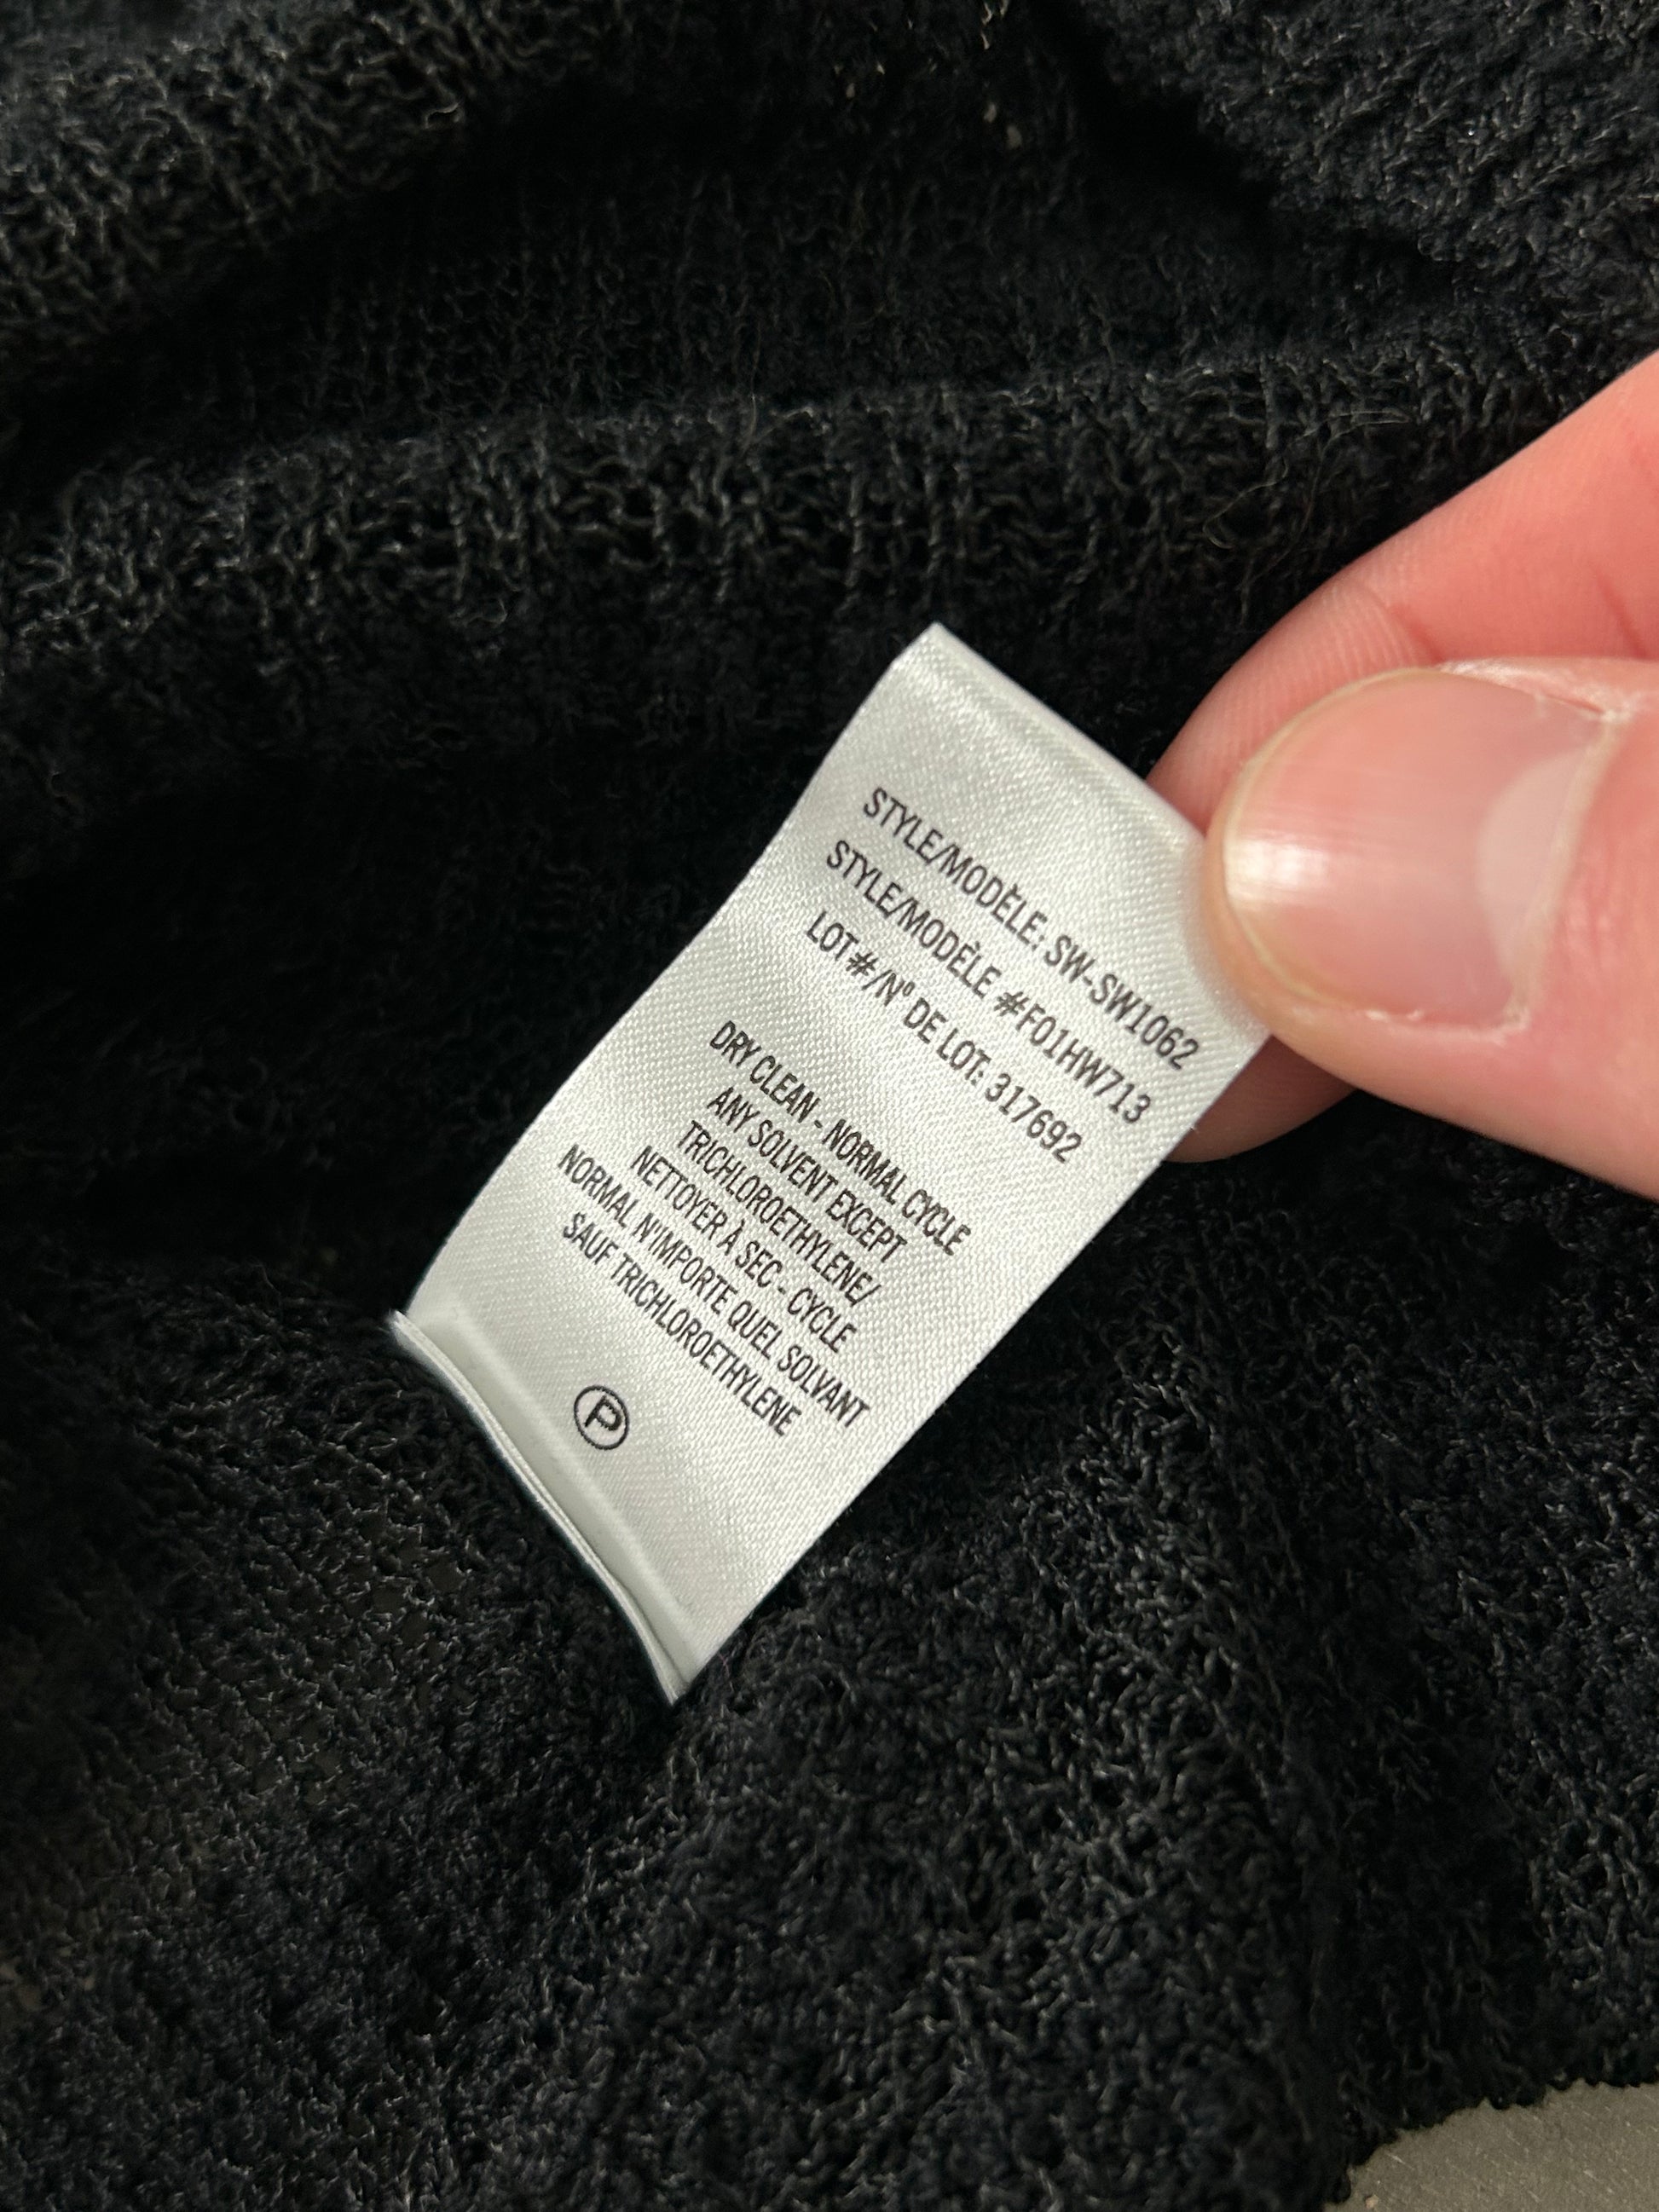 STYLE/MODÈLE: SW-SW1062
STYLE/MODÈLE #F01HW713
LOT#/Nº DE LOT: 317692
DRY CLEAN - NORMAL CYCLE
ANY SOLVENT EXCEPT
TRICHLOROETHYLENE/
NETTOYER À SEC - CYCLE
NORMAL N'IMPORTE QUEL SOLVANT
SAUF TRICHLOROETHYLENE
P